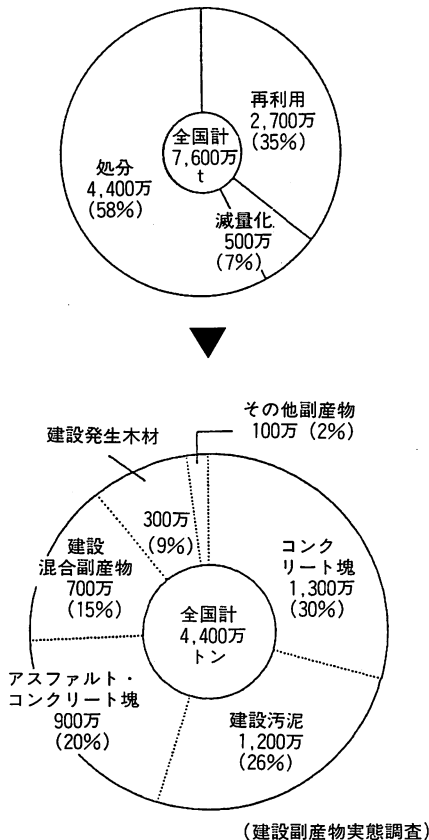 再利用
2,700万
(35%)
全国計
7,600万
t
処分
4,400万
(58%)
減量化
500万
(7%)
その他副産物
100万 (2%)
建設発生木材
300万
(9%)
建設
混合副産物
700万
(15%)
コンク
リート塊
1,300万
(30%)
全国計
4,400万
トン
アスファルト・
コンクリート塊
900万
(20%)
建設汚泥
1,200万
(26%)
(建設副産物実態調査)